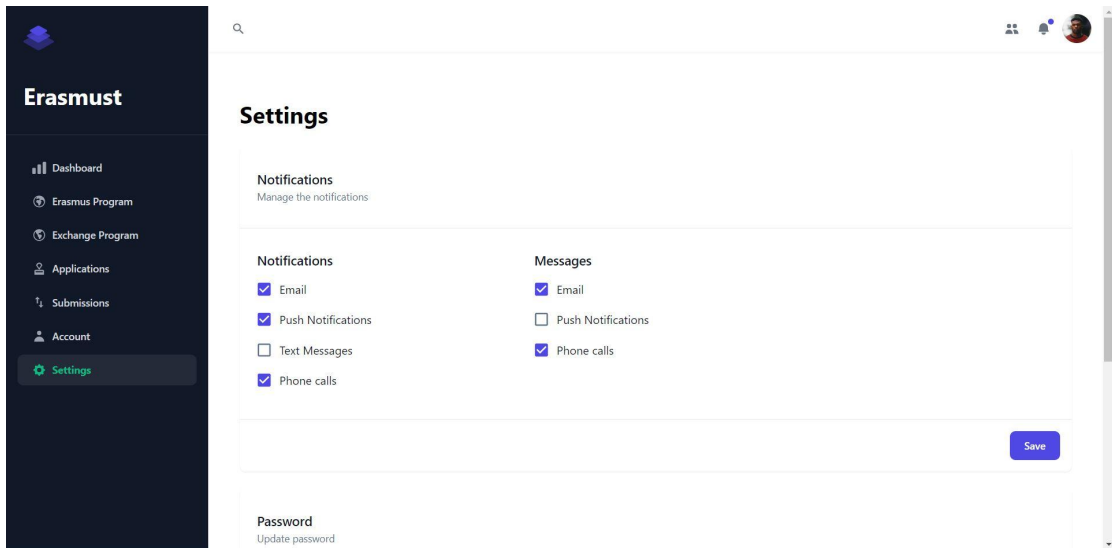 Erasmust
Dashboard
Erasmus Program
Exchange Program
Applications
Submissions
Account
Settings
Settings
Notifications
Manage the notifications
Notifications
Email
Push Notifications
Text Messages
Phone calls
Messages
Email
Push Notifications
Phone calls
Save
Password
Update password